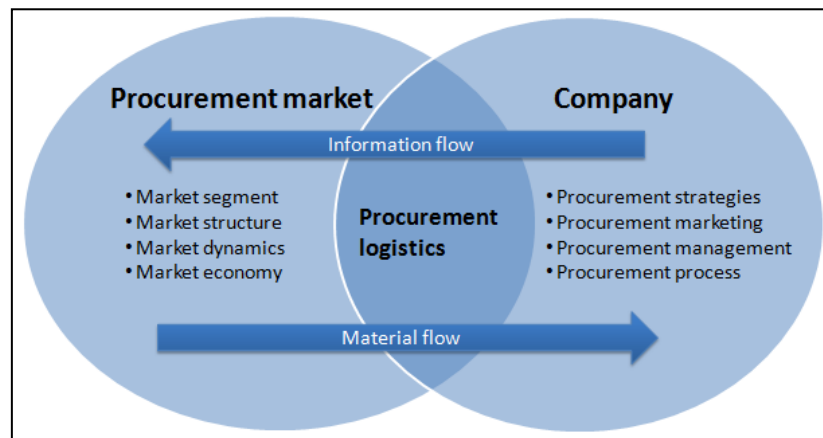 Procurement market
Company
Information flow
• Market segment
• Market structure
• Market dynamics
• Market economy
Procurement
logistics
• Procurement strategies
• Procurement marketing
• Procurement management
• Procurement process
Material flow